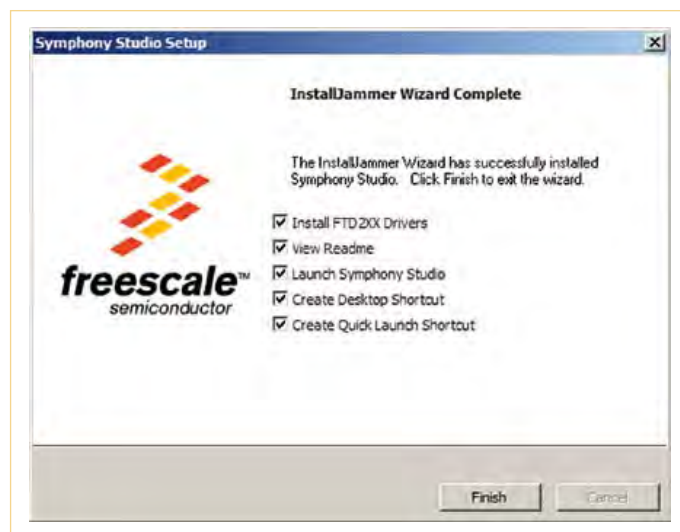 Symphony Studio Setup
InstallJammer Wizard Complete
The InstallJammer Wizard has successfully installed
Symphony Studio. Click Finish to exit the wizard.
Install FTD2XX Drivers
View Readme
Launch Symphony Studio
Create Desktop Shortcut
Create Quick Launch Shortcut
freescale™
semiconductor
Finish
Cancel